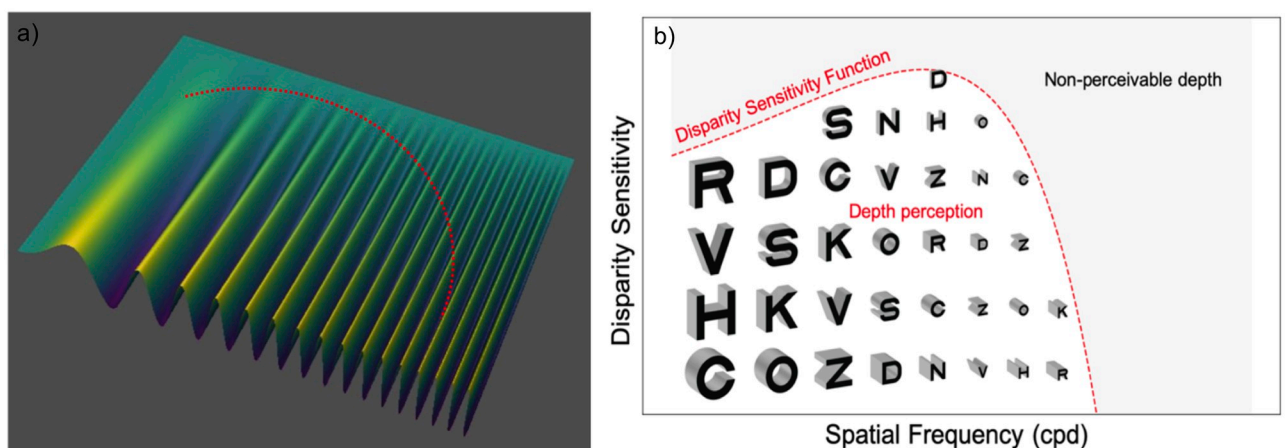 a)
b)
Disparity Sensitivity Function
Non-perceivable depth
Disparity Sensitivity
D
S N H O
R D C V Z N C
Depth perception
V S K O R D Z
H K V S C Z O K
C O Z D N V H R
Spatial Frequency (cpd)